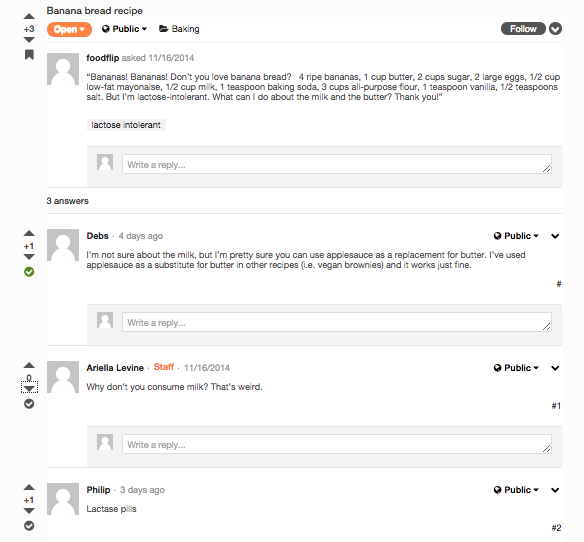 Banana bread recipe
+3
Open
Public
Baking
Follow
foodflip asked 11/16/2014
"Bananas! Bananas! Don't you love banana bread? 4 ripe bananas, 1 cup butter, 2 cups sugar, 2 large eggs, 1/2 cup
low-fat mayonaise, 1/2 cup milk, 1 teaspoon baking soda, 3 cups all-purpose flour, 1 teaspoon vanilla, 1/2 teaspoons
salt. But I'm lactose-intolerant. What can I do about the milk and the butter? Thank you!"
lactose intolerant
Write a reply...
3 answers
+1
Debs · 4 days ago
Public
I'm not sure about the milk, but I'm pretty sure you can use applesauce as a replacement for butter. I've used
applesauce as a substitute for butter in other recipes (i.e. vegan brownies) and it works just fine.
#
Write a reply...
0
Ariella Levine · Staff · 11/16/2014
Public
Why don't you consume milk? That's weird.
#1
Write a reply...
+1
Philip · 3 days ago
Public
Lactase pills
#2